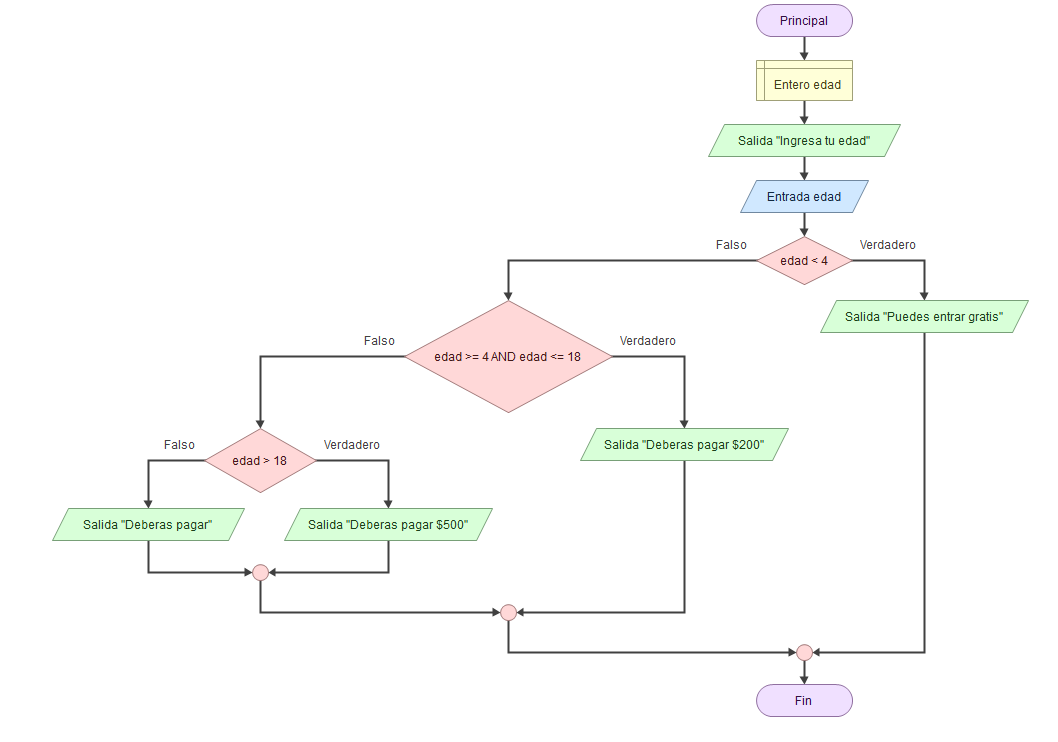 Principal
Entero edad
Salida "Ingresa tu edad"
Entrada edad
Falso
Verdadero
edad < 4
Salida "Puedes entrar gratis"
Falso
Verdadero
edad >= 4 AND edad <= 18
Falso
Verdadero
Salida "Deberas pagar $200"
edad > 18
Salida "Deberas pagar"
Salida "Deberas pagar $500"
Fin